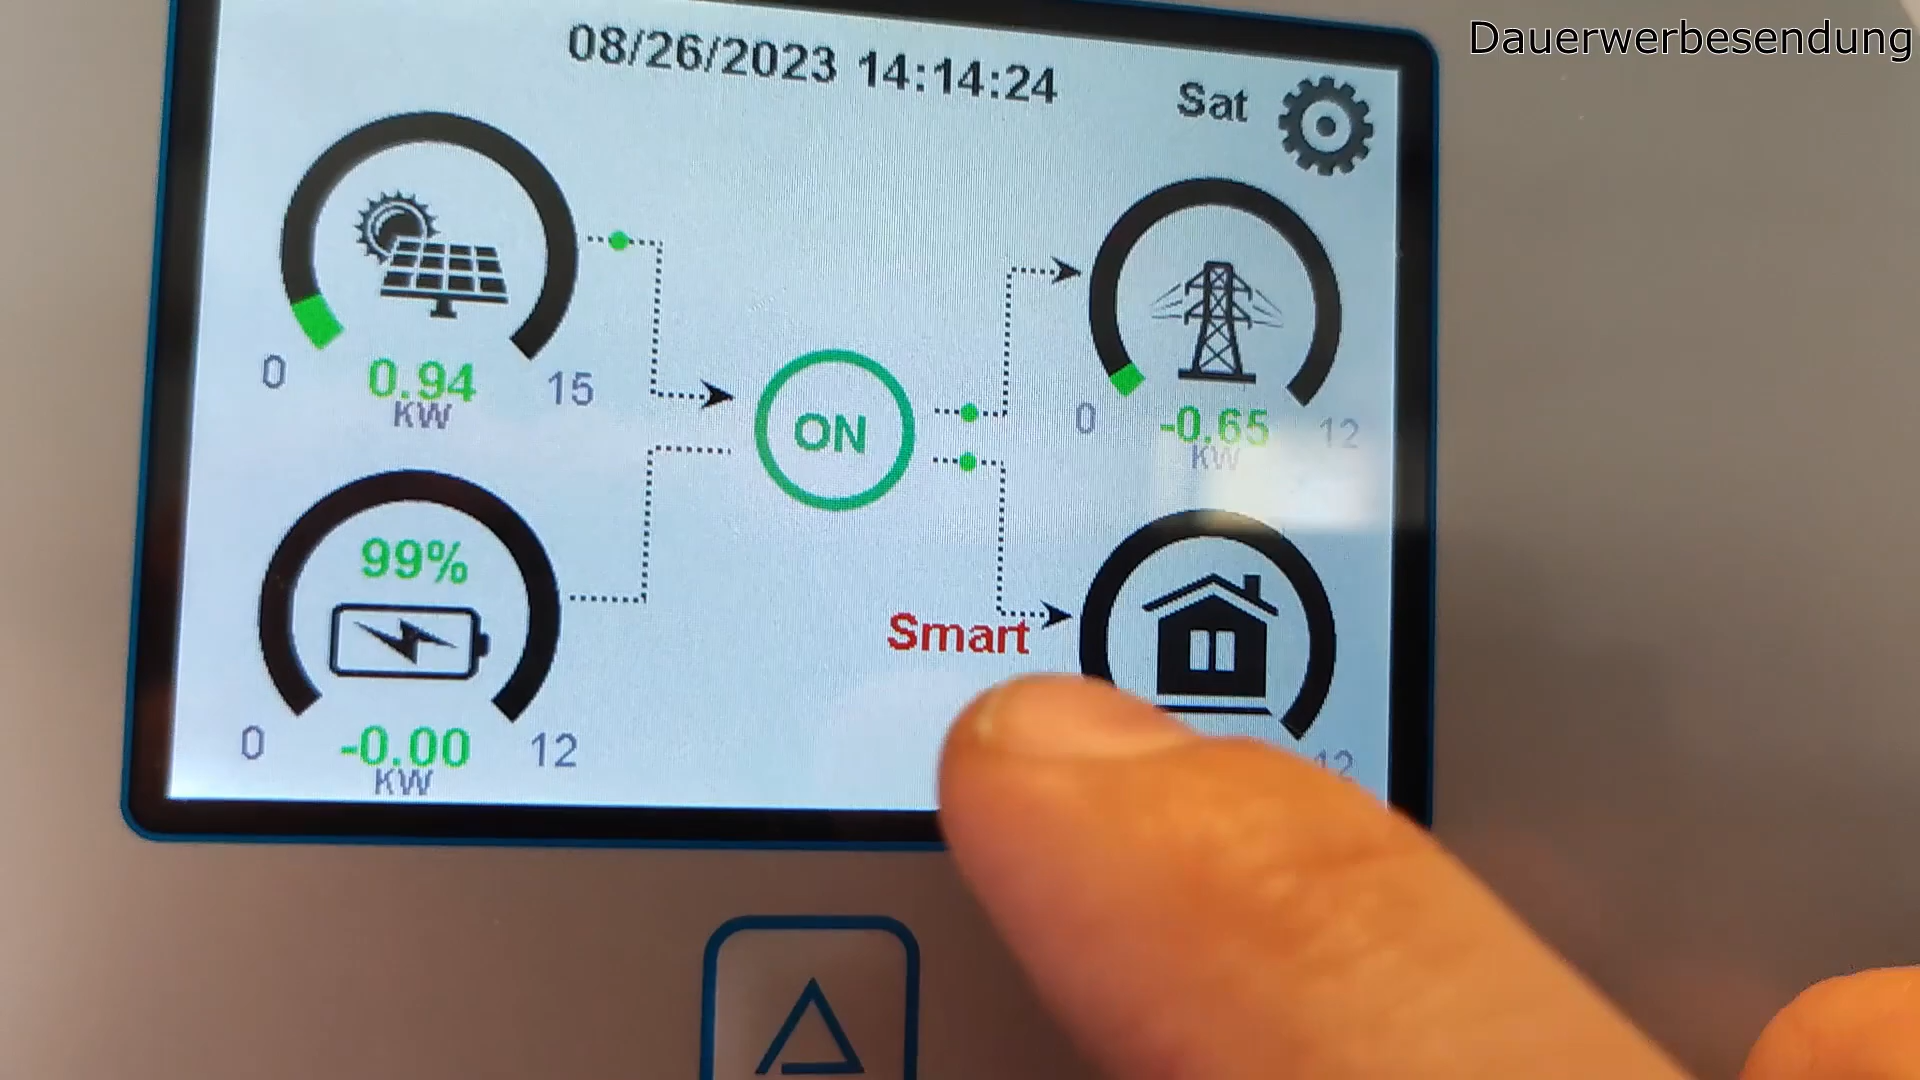 Dauerwerbesendung
08/26/2023 14:14:24
Sat
0
0.94
15
KW
ON
0
-0.65
12
KW
99%
Smart
0
-0.00
12
KW
12